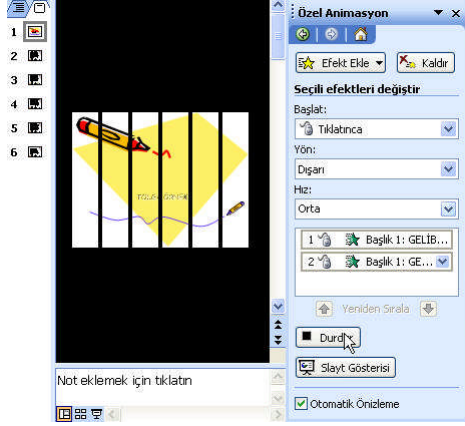 Özel Animasyon
Efekt Ekle
Kaldır
Seçili efektleri değiştir
Başlat:
Tıklatınca
Yön:
Dışarı
Hız:
Orta
1 Başlık 1: GELİB...
2 Başlık 1: GE...
Yeniden Sırala
Slayt Gösterisi
Otomatik Önizleme
1
2
3
4
5
6
Not eklemek için tıklatın